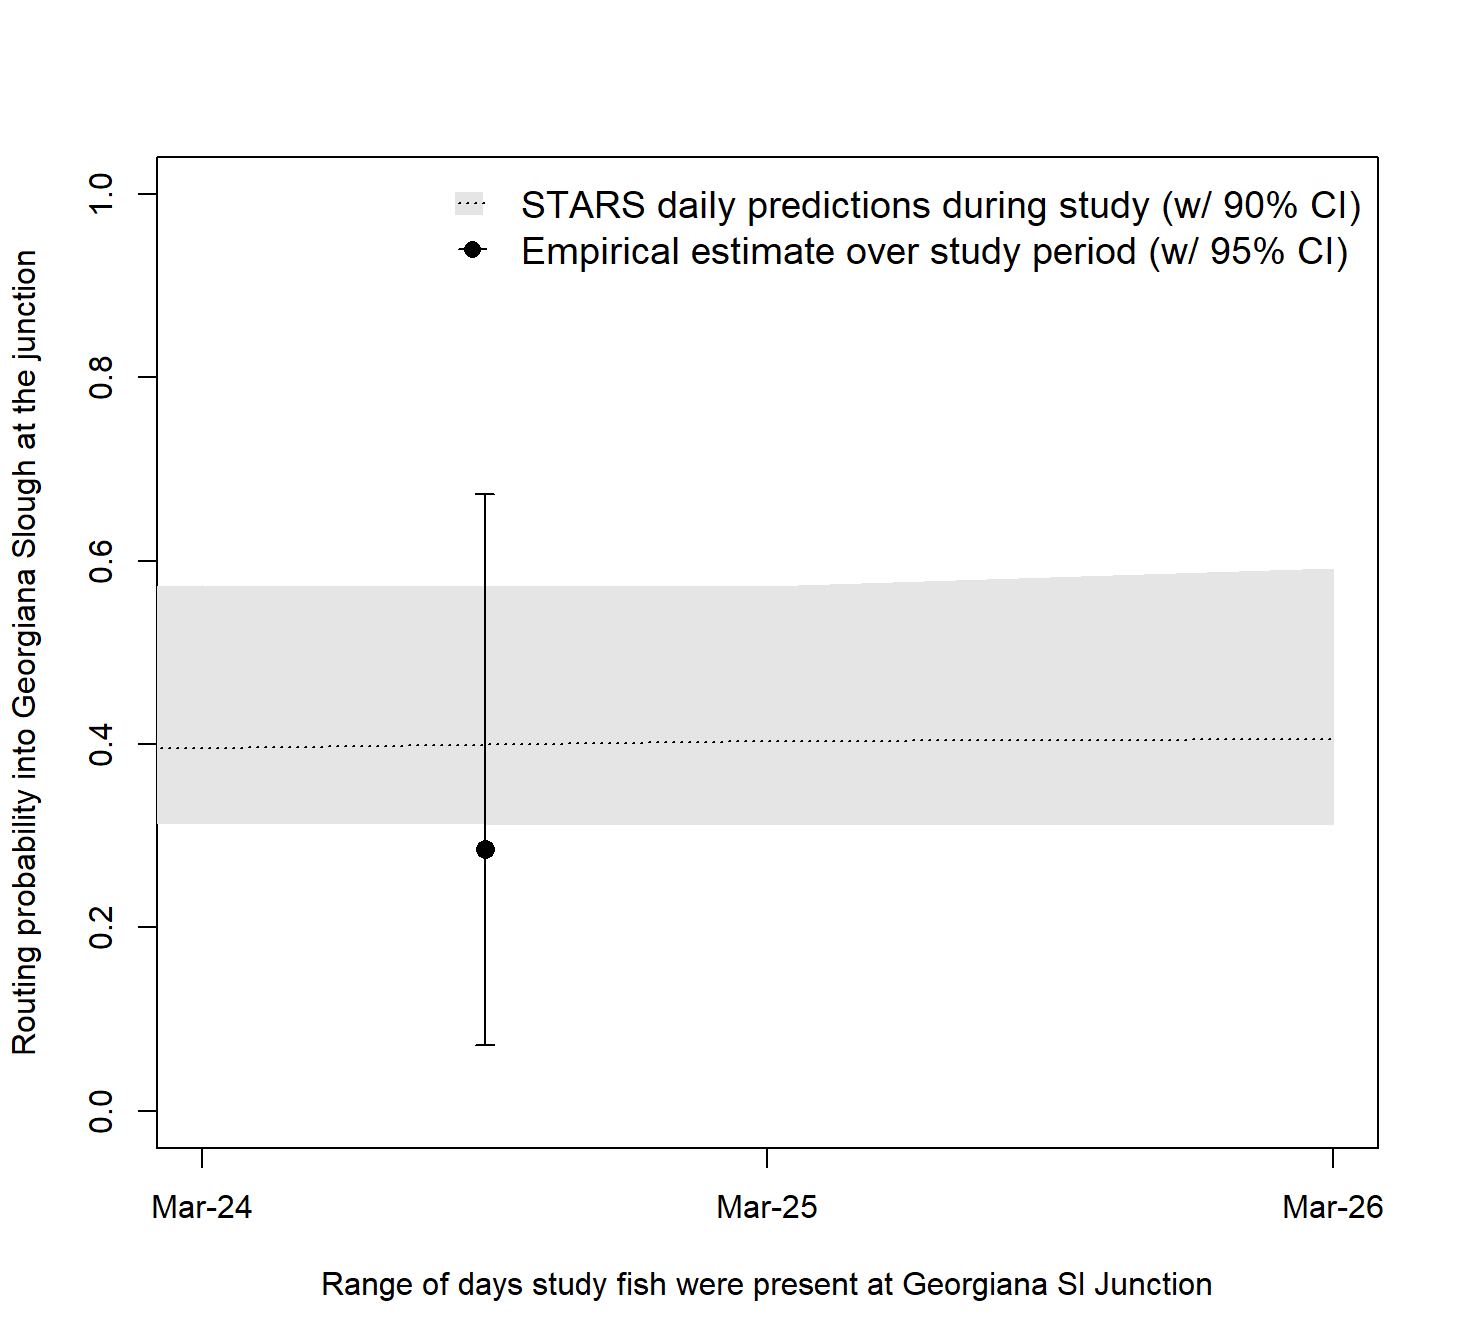 STARS daily predictions during study (w/ 90% CI)
Empirical estimate over study period (w/ 95% CI)
Routing probability into Georgiana Slough at the junction
1.0
0.8
0.6
0.4
0.2
0.0
Mar-24 Mar-25 Mar-26
Range of days study fish were present at Georgiana Sl Junction